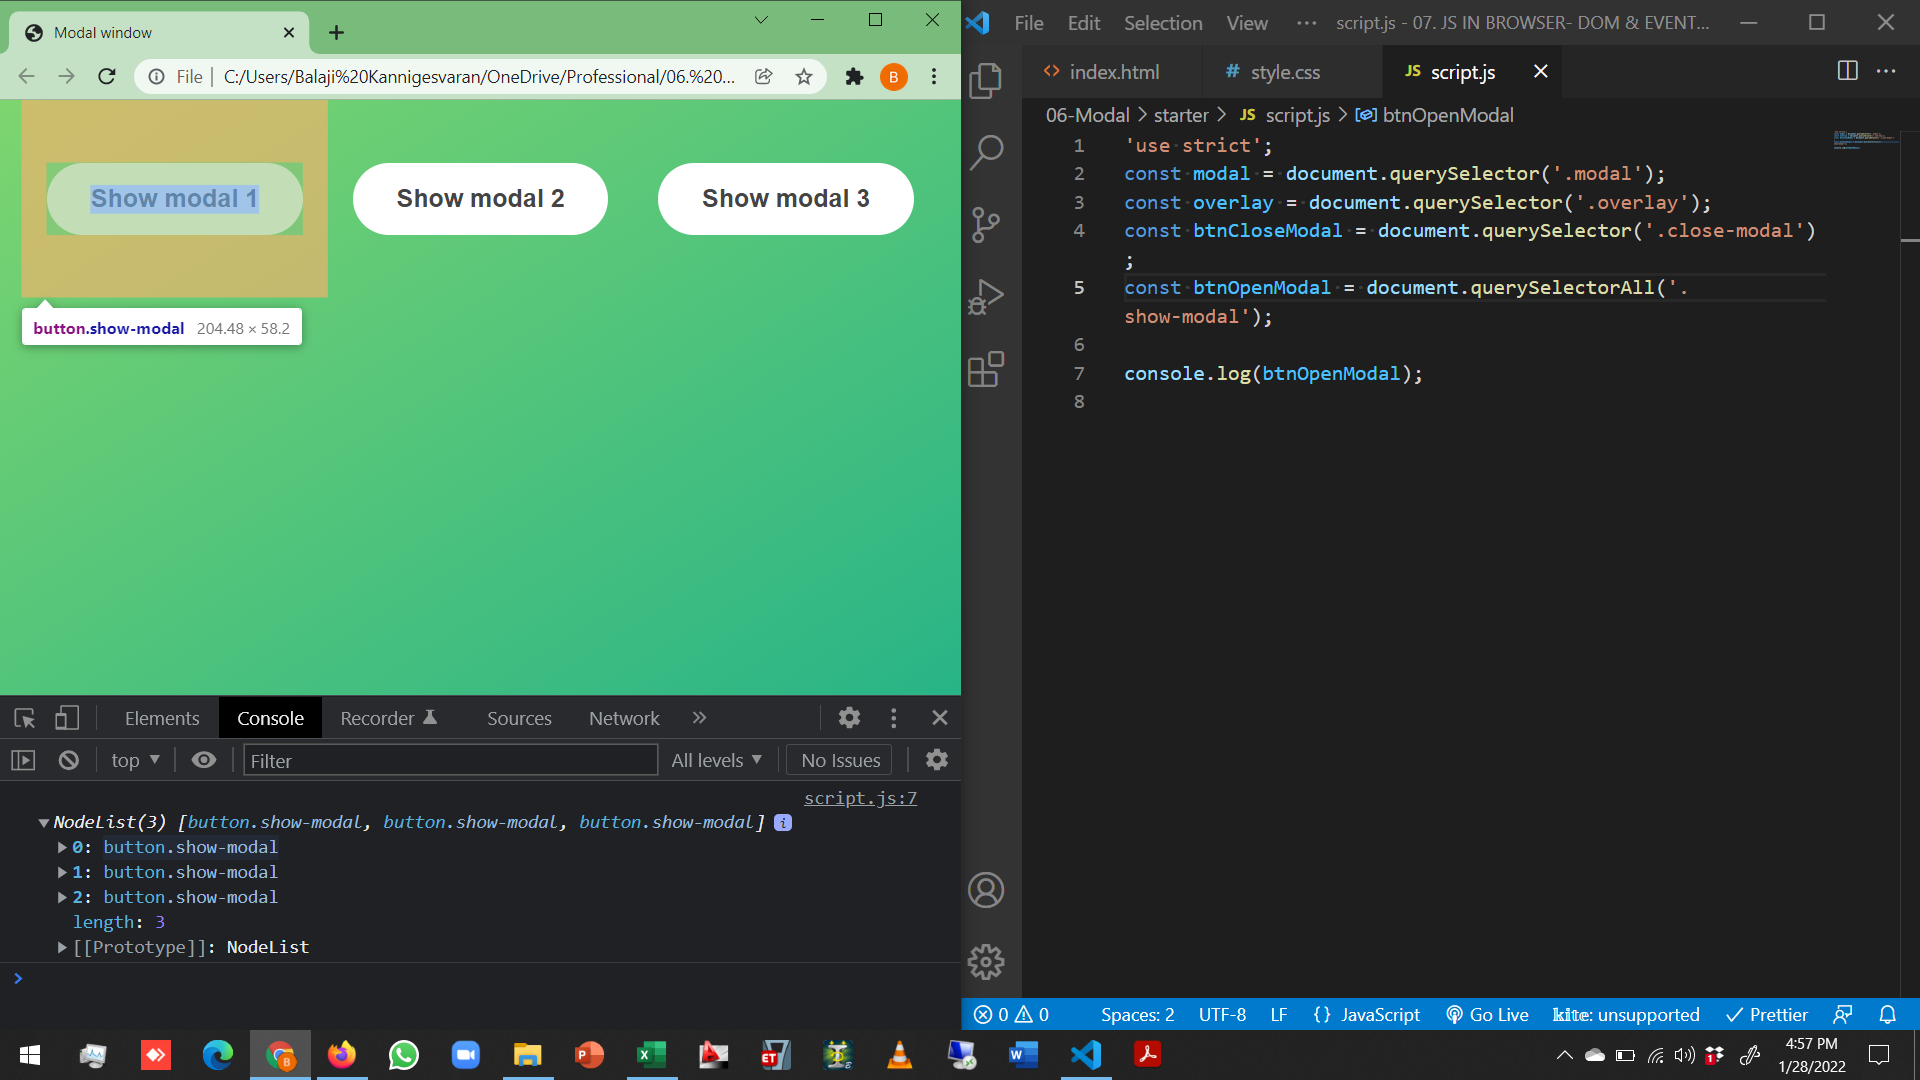 Modal window
File
C:/Users/Balaji%20Kannigesvaran/OneDrive/Professional/06.%20...
B
Show modal 1
Show modal 2
Show modal 3
button.show-modal 204.48 × 58.2
Elements
Console
Recorder
Sources
Network
top
Filter
All levels
No Issues
script.js:7
NodeList(3) [button.show-modal, button.show-modal, button.show-modal] i
0: button.show-modal
1: button.show-modal
2: button.show-modal
length: 3
[[Prototype]]: NodeList
File Edit Selection View ··· script.js - 07. JS IN BROWSER- DOM & EVENT...
index.html
# style.css
JS script.js
06-Modal > starter > JS script.js > btnOpenModal
1 'use strict';
2 const modal = document.querySelector('.modal');
3 const overlay = document.querySelector('.overlay');
4 const btnCloseModal = document.querySelector('.close-modal')
;
5 const btnOpenModal = document.querySelectorAll('.
show-modal');
6
7 console.log(btnOpenModal);
8
0 0 Spaces: 2 UTF-8 LF {} JavaScript Go Live kite: unsupported Prettier
4:57 PM
1/28/2022